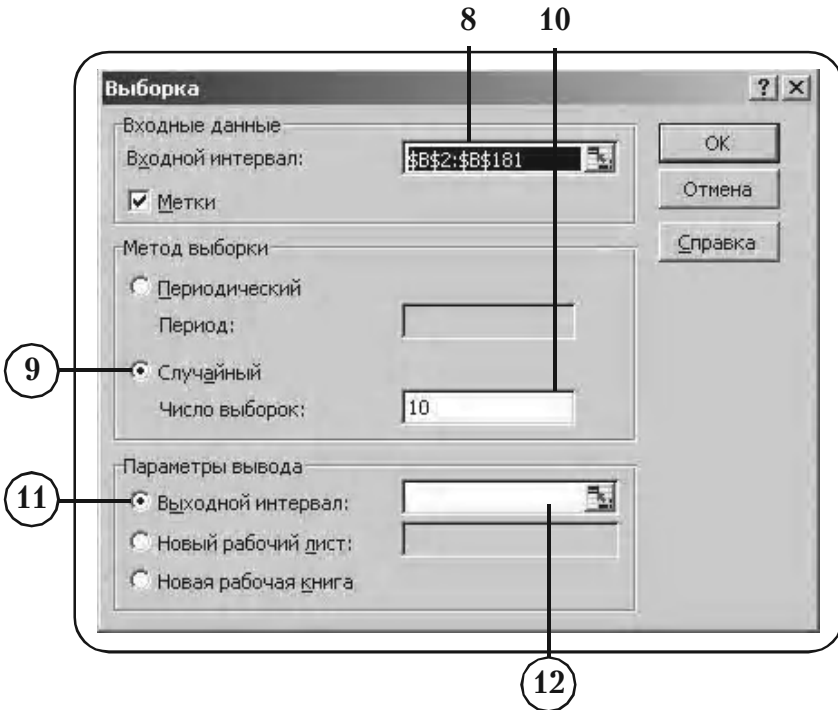 8 10
Выборка
Входные данные
Входной интервал: $B$2:$B$181
Метки
OK
Отмена
Справка
Метод выборки
Периодический
Период:
9
Случайный
Число выборок: 10
Параметры вывода
11
Выходной интервал:
Новый рабочий лист:
Новая рабочая книга
12